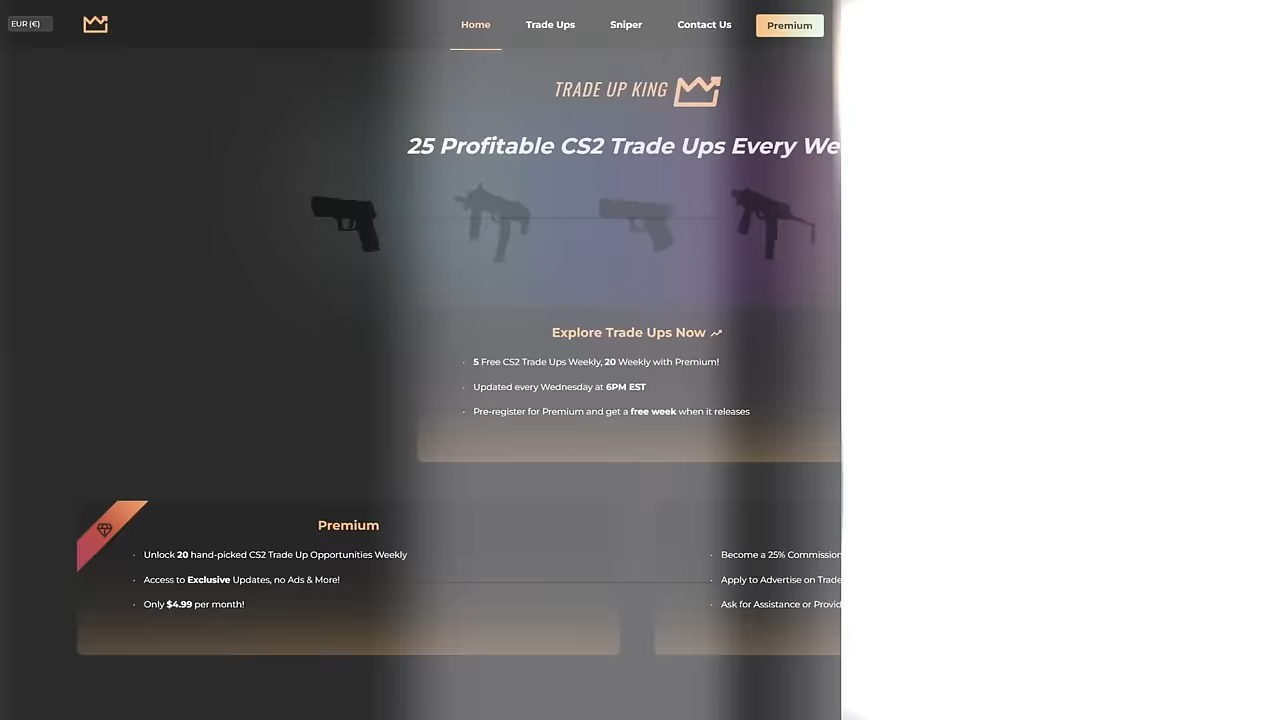 EUR (€)
Home
Trade Ups
Sniper
Contact Us
Premium
TRADE UP KING
25 Profitable CS2 Trade Ups Every We
Explore Trade Ups Now
· 5 Free CS2 Trade Ups Weekly, 20 Weekly with Premium!
· Updated every Wednesday at 6PM EST
· Pre-register for Premium and get a free week when it releases
Premium
· Unlock 20 hand-picked CS2 Trade Up Opportunities Weekly
· Access to Exclusive Updates, no Ads & More!
· Only $4.99 per month!
· Become a 25% Commission
· Apply to Advertise on Trade
· Ask for Assistance or Provid